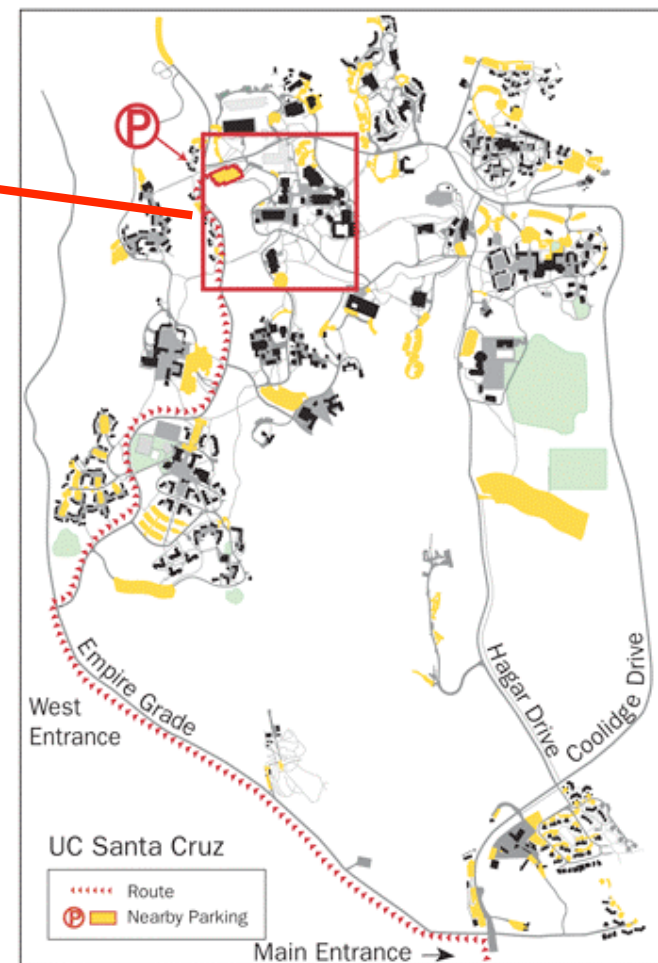 P
Empire Grade
West
Entrance
Hagar Drive
Coolidge Drive
UC Santa Cruz
Route
P Nearby Parking
Main Entrance →